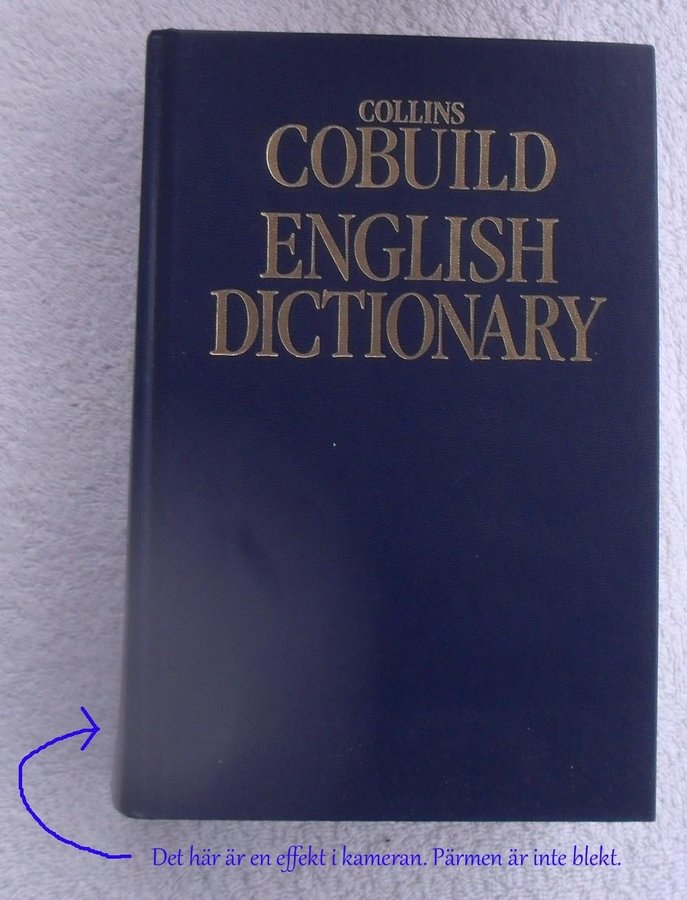 COLLINS
COBUILD
ENGLISH
DICTIONARY
Det här är en effekt i kameran. Pärmen är inte blekt.